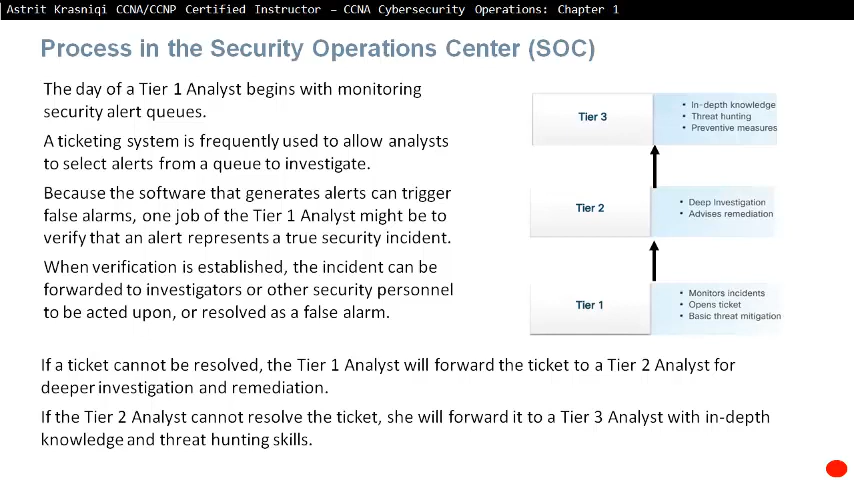 Astrit Krasniqi CCNA/CCNP Certified Instructor – CCNA Cybersecurity Operations: Chapter 1
Process in the Security Operations Center (SOC)
The day of a Tier 1 Analyst begins with monitoring
security alert queues.
A ticketing system is frequently used to allow analysts
to select alerts from a queue to investigate.
Because the software that generates alerts can trigger
false alarms, one job of the Tier 1 Analyst might be to
verify that an alert represents a true security incident.
When verification is established, the incident can be
forwarded to investigators or other security personnel
to be acted upon, or resolved as a false alarm.
Tier 3
• In-depth knowledge
• Threat hunting
• Preventive measures
Tier 2
• Deep Investigation
• Advises remediation
Tier 1
• Monitors incidents
• Opens ticket
• Basic threat mitigation
If a ticket cannot be resolved, the Tier 1 Analyst will forward the ticket to a Tier 2 Analyst for
deeper investigation and remediation.
If the Tier 2 Analyst cannot resolve the ticket, she will forward it to a Tier 3 Analyst with in-depth
knowledge and threat hunting skills.